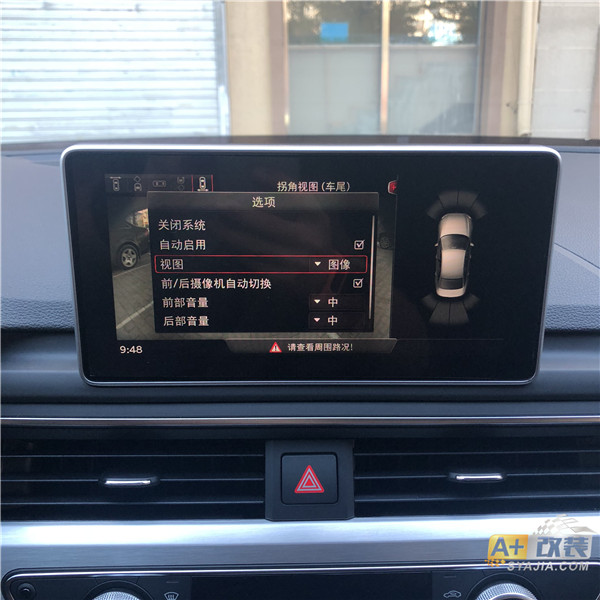 拐角视图(车尾)
选项
关闭系统
自动启用
视图 图像
前/后摄像机自动切换
前部音量 中
后部音量 中
9:48 请查看周围路况!
A+改装
SYAJIA.COM